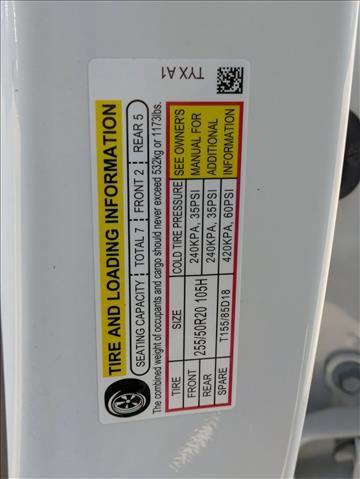 TYX A1
TIRE AND LOADING INFORMATION
SEATING CAPACITY | TOTAL 7 | FRONT 2 | REAR 5
The combined weight of occupants and cargo should never exceed 532kg or 1173lbs.
TIRE SIZE COLD TIRE PRESSURE SEE OWNER'S
FRONT 255/50R20 105H 240KPA, 35PSI MANUAL FOR
REAR 240KPA, 35PSI ADDITIONAL
SPARE T155/85D18 420KPA, 60PSI INFORMATION